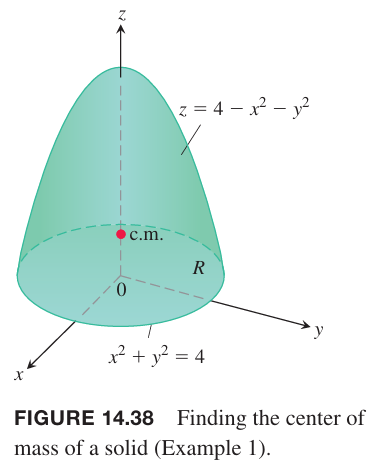 z
z = 4 − x² − y²
c.m.
R
0
y
x² + y² = 4
x
FIGURE 14.38 Finding the center of
mass of a solid (Example 1).